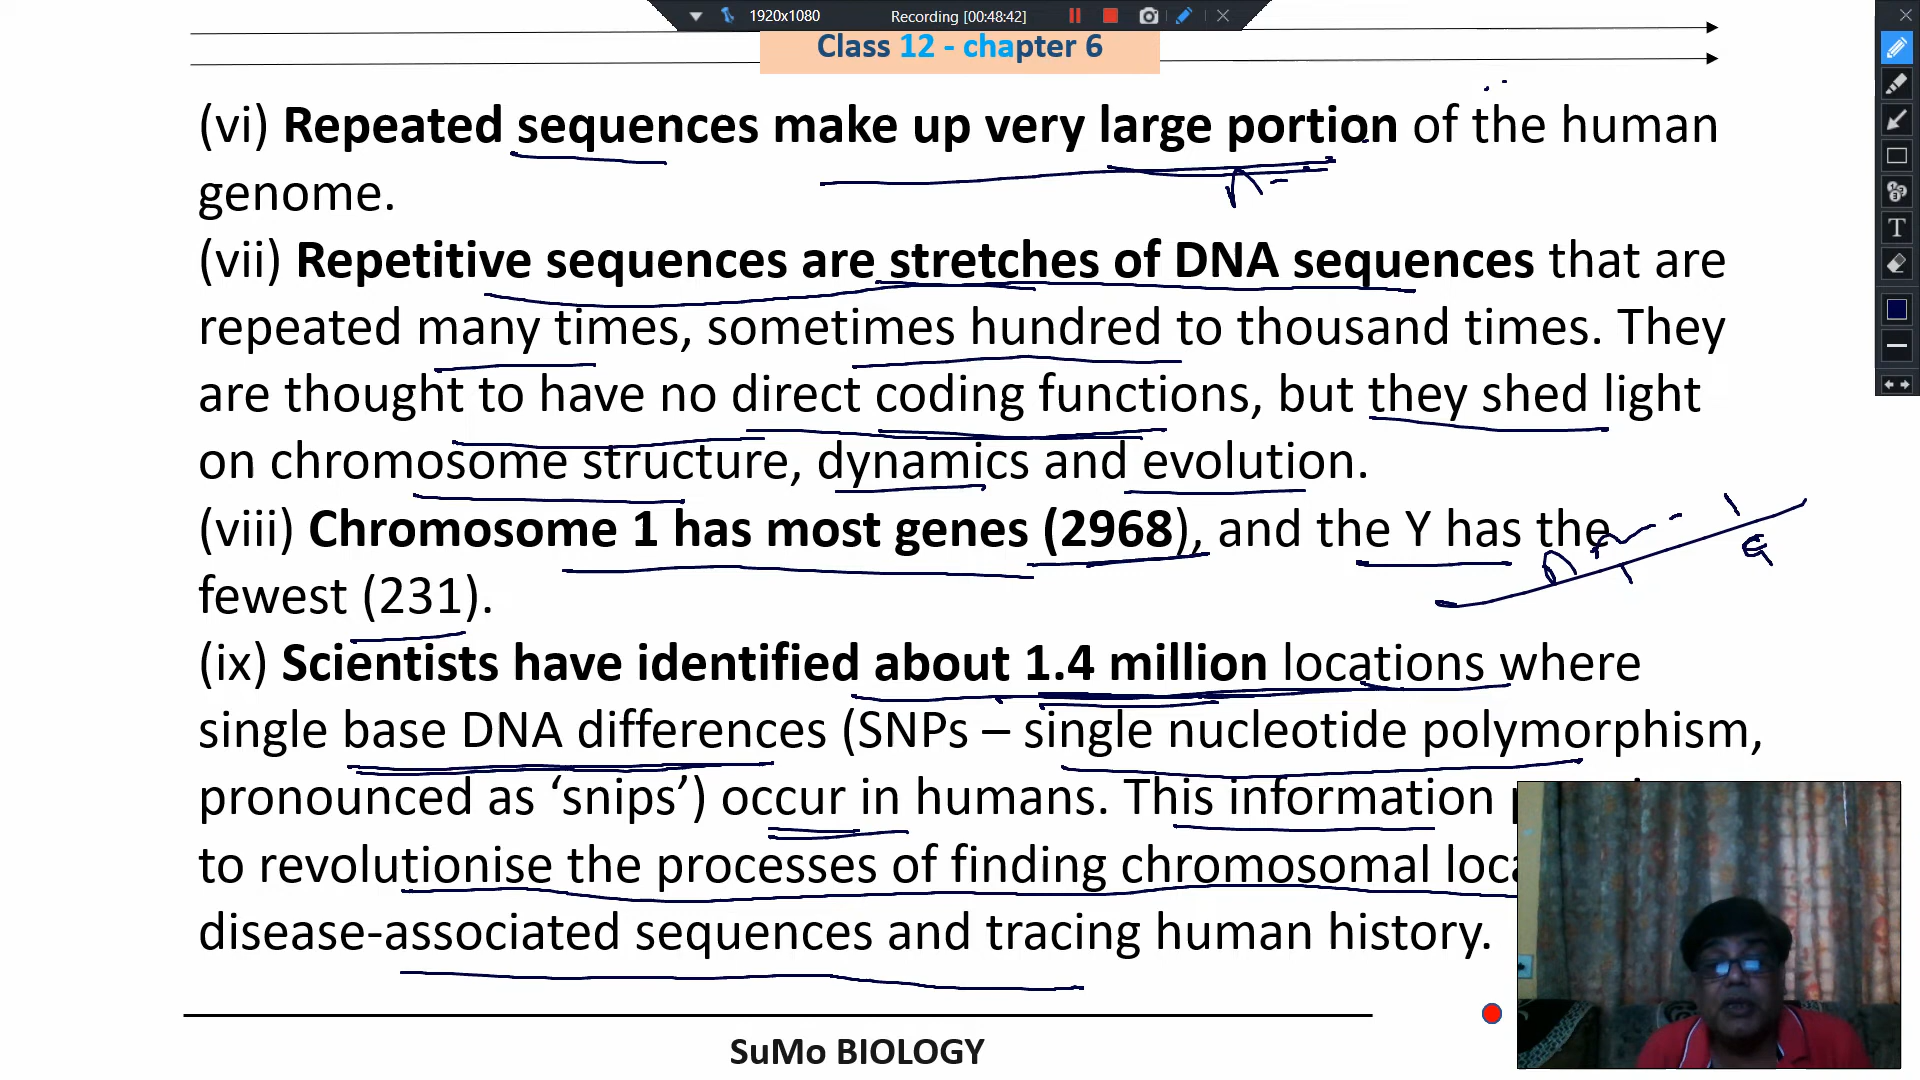 1920x1080 Recording [00:48:42]
Class 12 - chapter 6
(vi) Repeated sequences make up very large portion of the human
genome.
(vii) Repetitive sequences are stretches of DNA sequences that are
repeated many times, sometimes hundred to thousand times. They
are thought to have no direct coding functions, but they shed light
on chromosome structure, dynamics and evolution.
(viii) Chromosome 1 has most genes (2968), and the Y has the
fewest (231).
(ix) Scientists have identified about 1.4 million locations where
single base DNA differences (SNPs – single nucleotide polymorphism,
pronounced as ‘snips’) occur in humans. This information
to revolutionise the processes of finding chromosomal
disease-associated sequences and tracing human history.
SuMo BIOLOGY